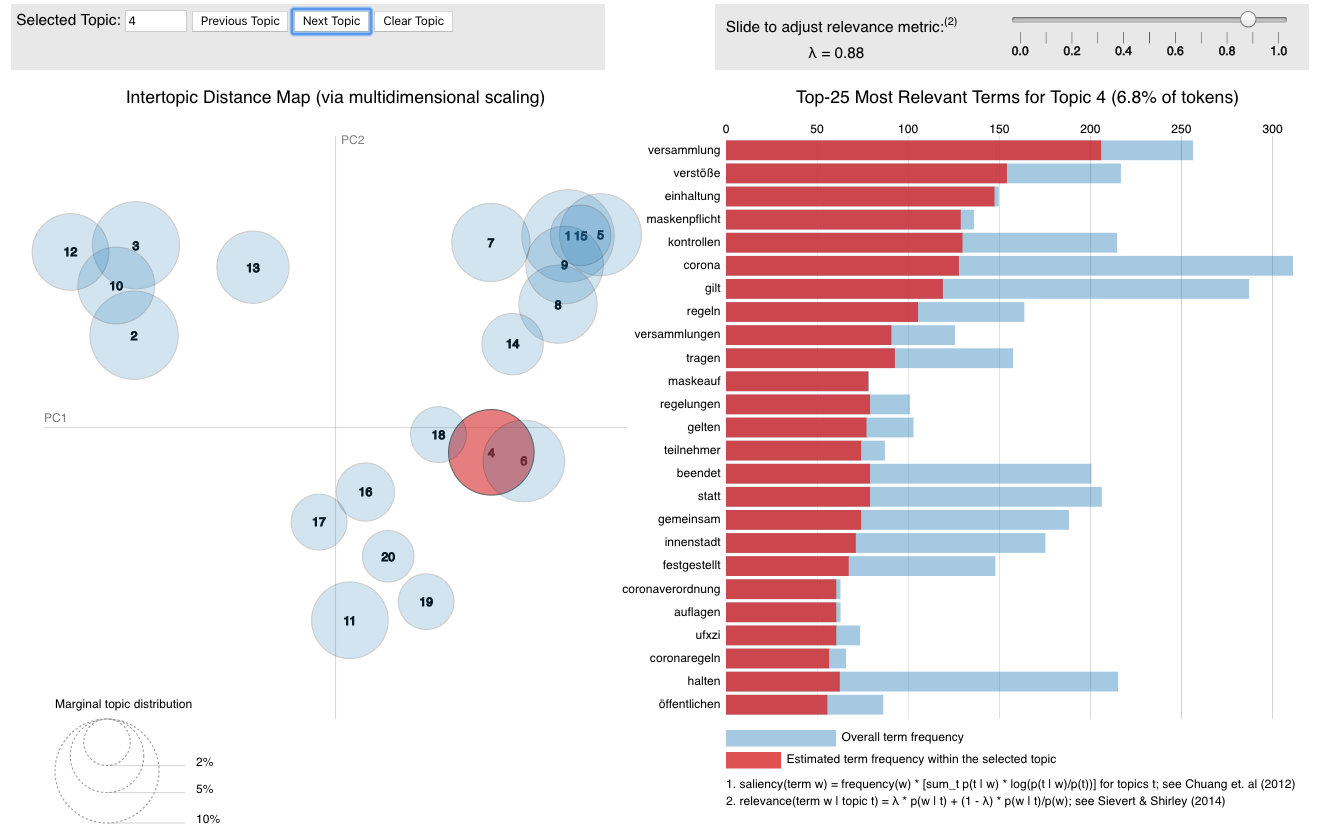 Selected Topic: 4 Previous Topic Next Topic Clear Topic
Slide to adjust relevance metric:(2)
λ = 0.88
0.0 0.2 0.4 0.6 0.8 1.0
Intertopic Distance Map (via multidimensional scaling)
PC2
PC1
12
3
10
2
13
7
1
15
5
9
8
14
18
4
6
16
17
20
19
11
Marginal topic distribution
2%
5%
10%
Top-25 Most Relevant Terms for Topic 4 (6.8% of tokens)
0 50 100 150 200 250 300
versammlung
verstöße
einhaltung
maskenpflicht
kontrollen
corona
gilt
regeln
versammlungen
tragen
maskeauf
regelungen
gelten
teilnehmer
beendet
statt
gemeinsam
innenstadt
festgestellt
coronaverordnung
auflagen
ufxzi
coronaregeln
halten
öffentlichen
Overall term frequency
Estimated term frequency within the selected topic
1. saliency(term w) = frequency(w) * [sum_t p(t | w) * log(p(t | w)/p(t))] for topics t; see Chuang et. al (2012)
2. relevance(term w | topic t) = λ * p(w | t) + (1 - λ) * p(w | t)/p(w); see Sievert & Shirley (2014)